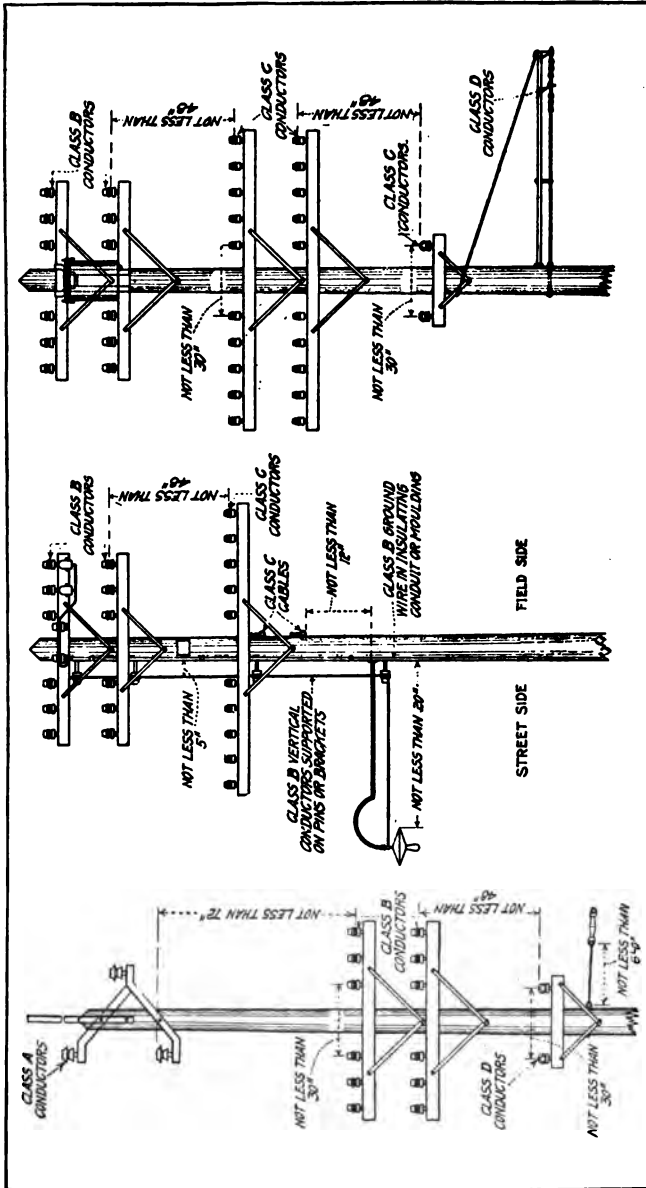 CLASS A
CONDUCTORS
NOT LESS THAN 72"
CLASS B
CONDUCTORS
NOT LESS THAN
30"
NOT LESS THAN
48"
CLASS D
CONDUCTORS
NOT LESS THAN
30"
NOT LESS THAN
CLASS B
CONDUCTORS
NOT LESS THAN
48"
NOT LESS THAN
5"
CLASS C
CONDUCTORS
CLASS C
CABLES
CLASS B VERTICAL
CONDUCTORS SUPPORTED
ON PINS OR BRACKETS
NOT LESS THAN
12"
CLASS B GROUND
WIRE IN INSULATING
CONDUIT OR MOULDING
NOT LESS THAN 20"
STREET SIDE
FIELD SIDE
CLASS B
CONDUCTORS
NOT LESS THAN
48"
CLASS C
CONDUCTORS
NOT LESS THAN
30"
NOT LESS THAN
48"
CLASS C
CONDUCTORS.
NOT LESS THAN
30"
CLASS D
CONDUCTORS